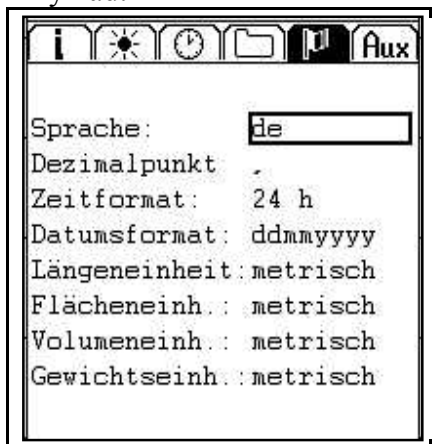 i Aux
Sprache: de
Dezimalpunkt ,
Zeitformat: 24 h
Datumsformat: ddmmyyyy
Längeneinheit: metrisch
Flächeneinh.: metrisch
Volumeneinh.: metrisch
Gewichtseinh.: metrisch